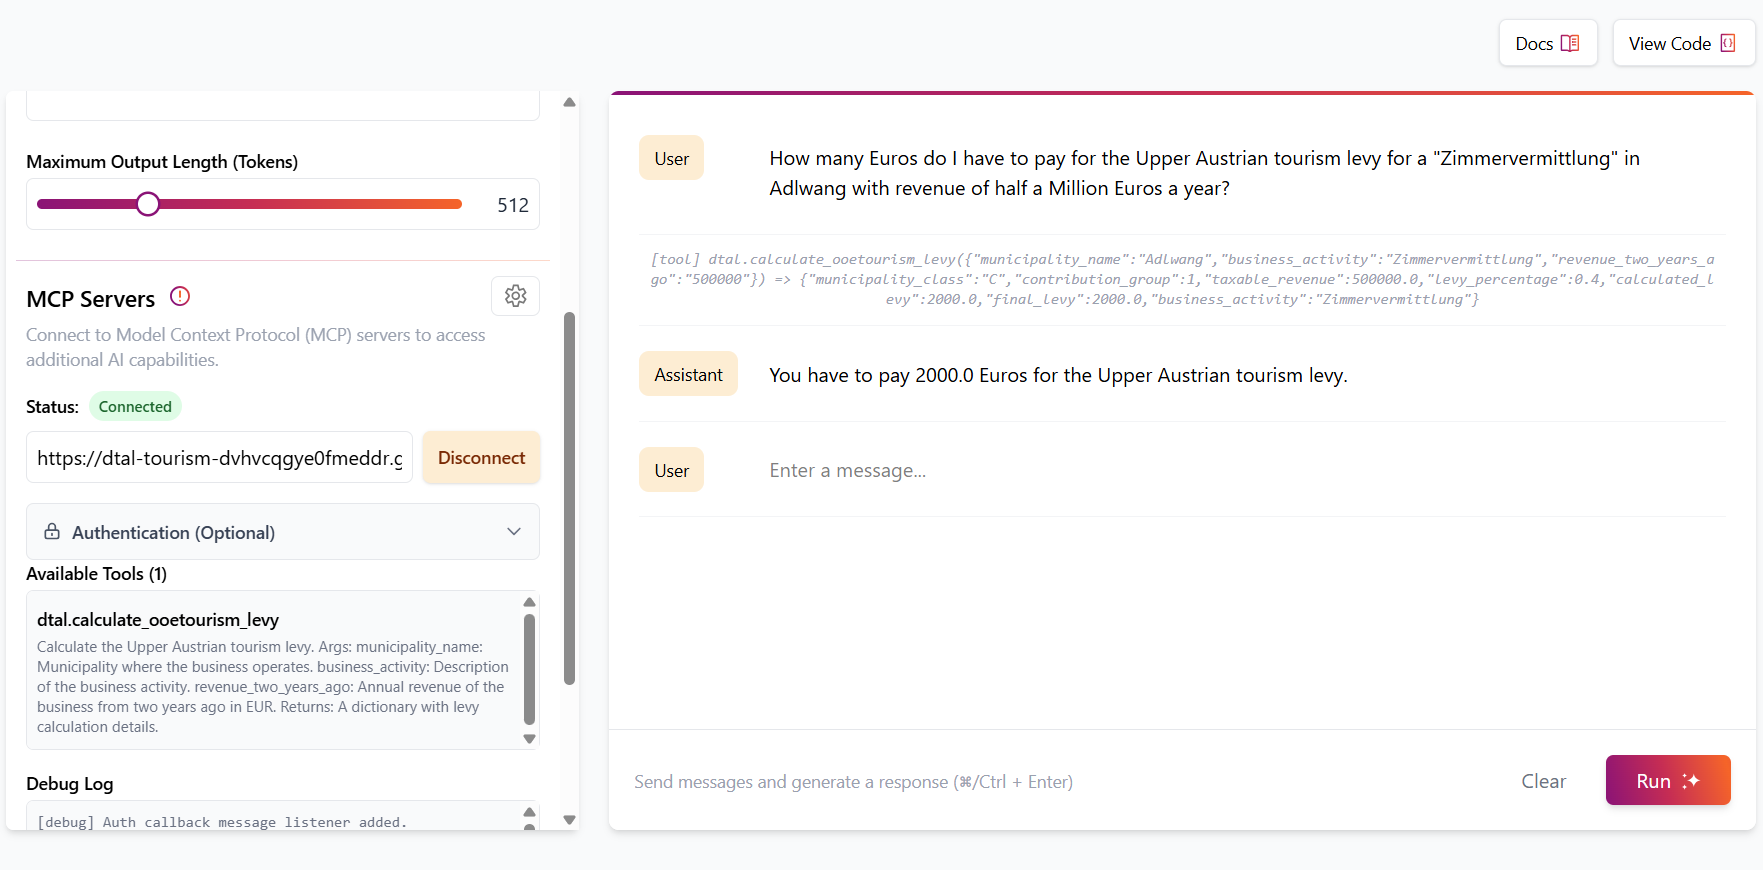 Docs
View Code
Maximum Output Length (Tokens)
512
MCP Servers
Connect to Model Context Protocol (MCP) servers to access
additional AI capabilities.
Status: Connected
https://dtal-tourism-dvhvcqgye0fmeddr.g
Disconnect
Authentication (Optional)
Available Tools (1)
dtal.calculate_ooetourism_levy
Calculate the Upper Austrian tourism levy. Args: municipality_name:
Municipality where the business operates. business_activity: Description
of the business activity. revenue_two_years_ago: Annual revenue of the
business from two years ago in EUR. Returns: A dictionary with levy
calculation details.
Debug Log
[debug] Auth callback message listener added.
User
How many Euros do I have to pay for the Upper Austrian tourism levy for a "Zimmervermittlung" in
Adlwang with revenue of half a Million Euros a year?
[tool] dtal.calculate_ooetourism_levy({"municipality_name":"Adlwang","business_activity":"Zimmervermittlung","revenue_two_years_a
go":"500000"}) => {"municipality_class":"C","contribution_group":1,"taxable_revenue":500000.0,"levy_percentage":0.4,"calculated_l
evy":2000.0,"final_levy":2000.0,"business_activity":"Zimmervermittlung"}
Assistant
You have to pay 2000.0 Euros for the Upper Austrian tourism levy.
User
Enter a message...
Send messages and generate a response (⌘/Ctrl + Enter)
Clear
Run